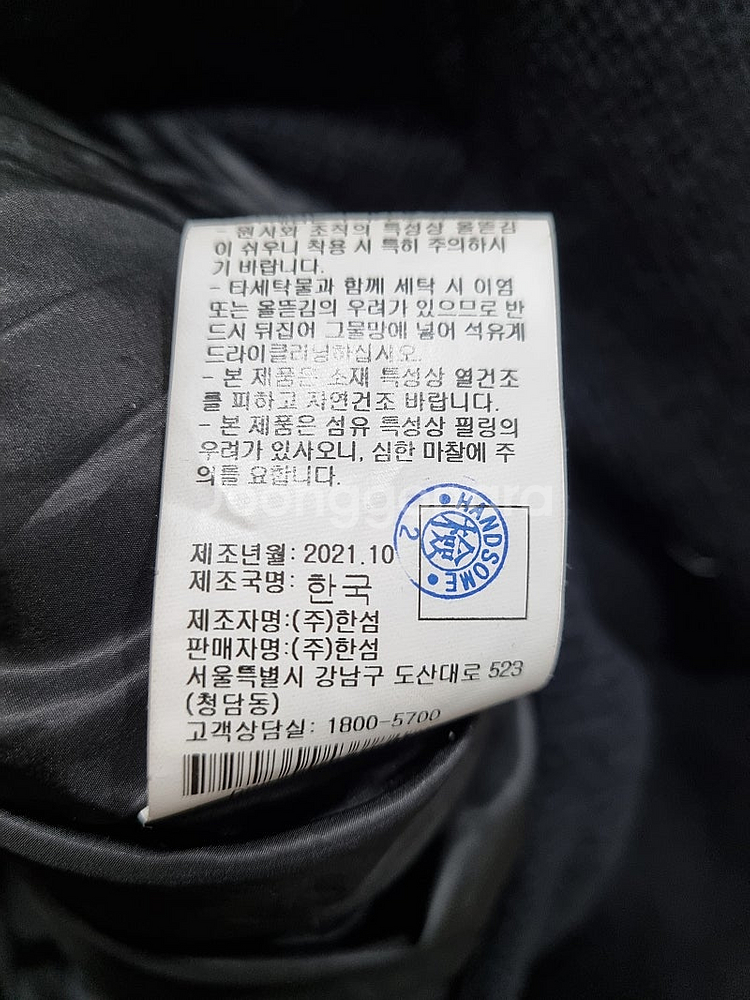 - 원사와 조직의 특성상 올뜯김
이 쉬우니 착용 시 특히 주의하시
기 바랍니다.
- 타세탁물과 함께 세탁 시 이염
또는 올뜯김의 우려가 있으므로 반
드시 뒤집어 그물망에 넣어 석유계
드라이클리닝하십시오.
- 본 제품은 소재 특성상 열건조
를 피하고 자연건조 바랍니다.
- 본 제품은 섬유 특성상 필링의
우려가 있사오니, 심한 마찰에 주
의를 요합니다.
Joonggonara
HANDSOME
檢
2
제조년월: 2021.10
제조국명: 한국
제조자명:(주)한섬
판매자명:(주)한섬
서울특별시 강남구 도산대로 523
(청담동)
고객상담실: 1800-5700